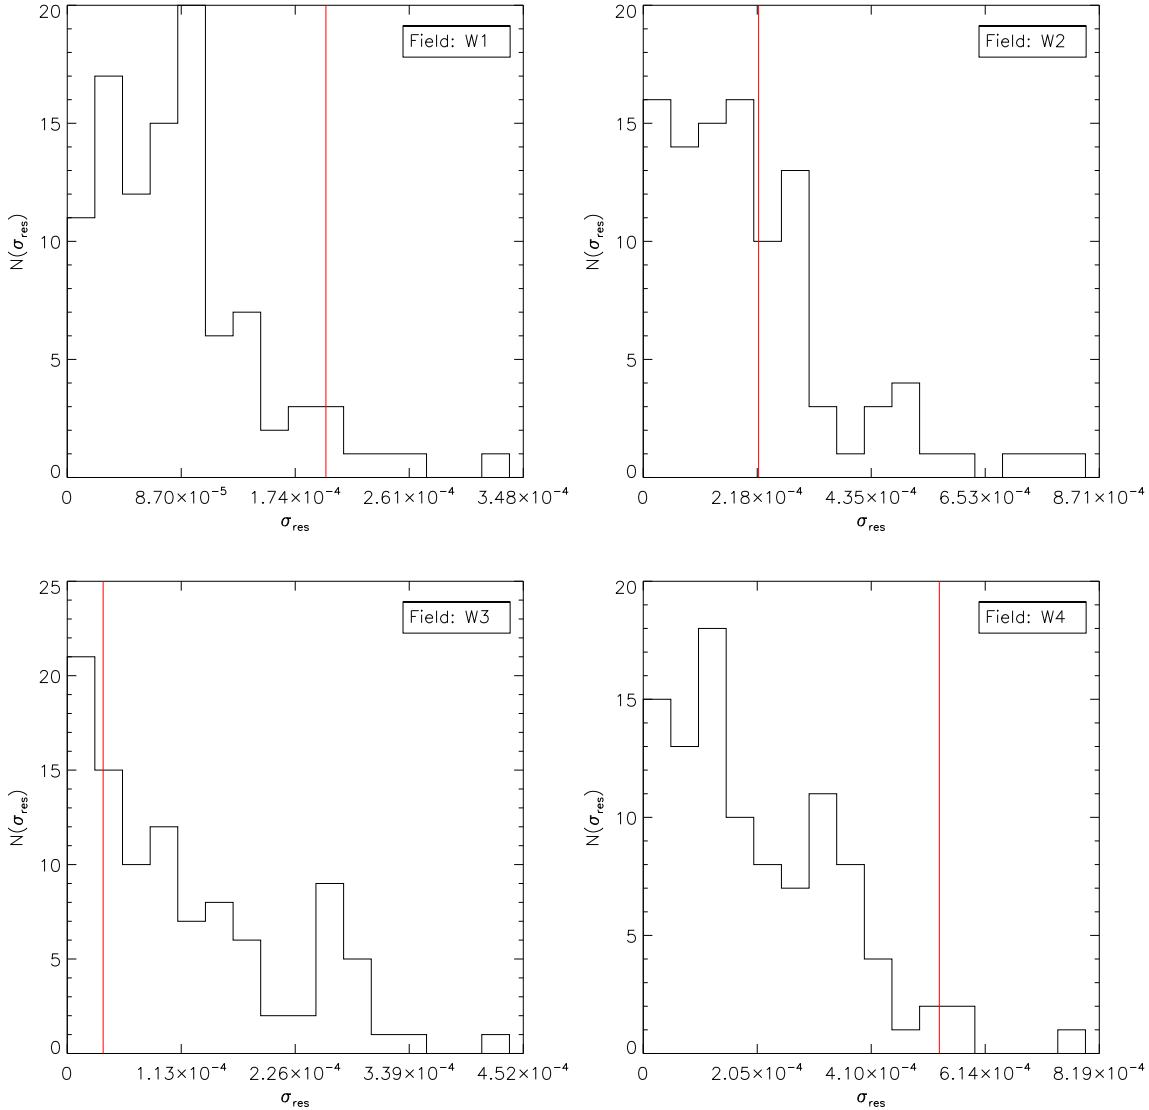 20
15
10
5
0
N(σres)
Field: W1
0 8.70×10⁻⁵ 1.74×10⁻⁴ 2.61×10⁻⁴ 3.48×10⁻⁴
σres
20
15
10
5
0
N(σres)
Field: W2
0 2.18×10⁻⁴ 4.35×10⁻⁴ 6.53×10⁻⁴ 8.71×10⁻⁴
σres
25
20
15
10
5
0
N(σres)
Field: W3
0 1.13×10⁻⁴ 2.26×10⁻⁴ 3.39×10⁻⁴ 4.52×10⁻⁴
σres
20
15
10
5
0
N(σres)
Field: W4
0 2.05×10⁻⁴ 4.10×10⁻⁴ 6.14×10⁻⁴ 8.19×10⁻⁴
σres